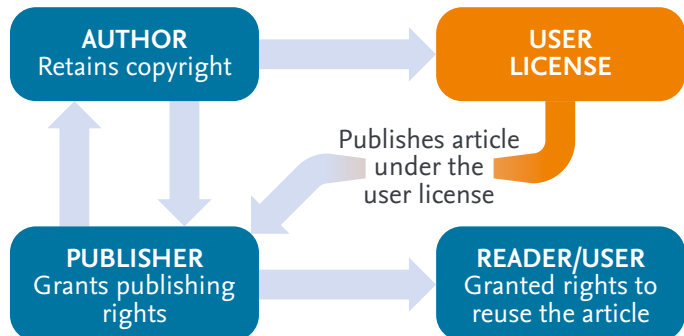 AUTHOR
Retains copyright
USER
LICENSE
Publishes article
under the
user license
PUBLISHER
Grants publishing
rights
READER/USER
Granted rights to
reuse the article